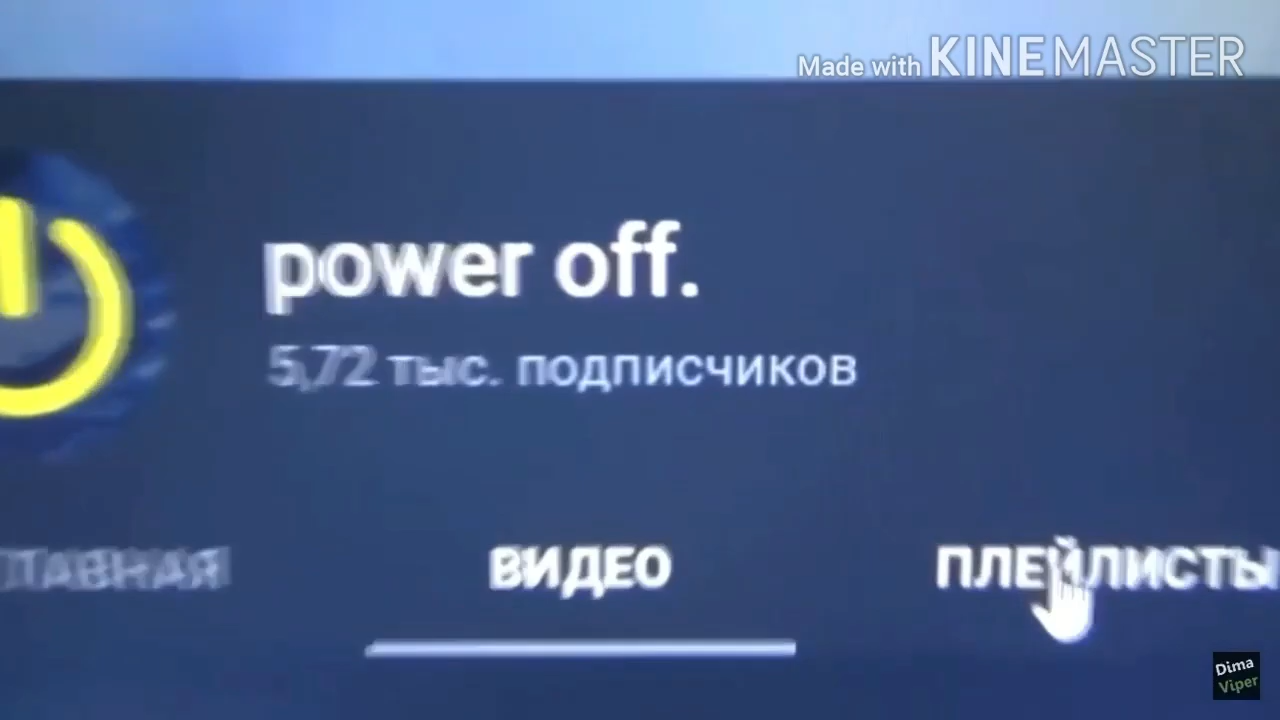 Made with KINEMASTER
power off.
5,72 тыс. подписчиков
ГЛАВНАЯ ВИДЕО ПЛЕЙЛИСТЫ
Dima
Viper